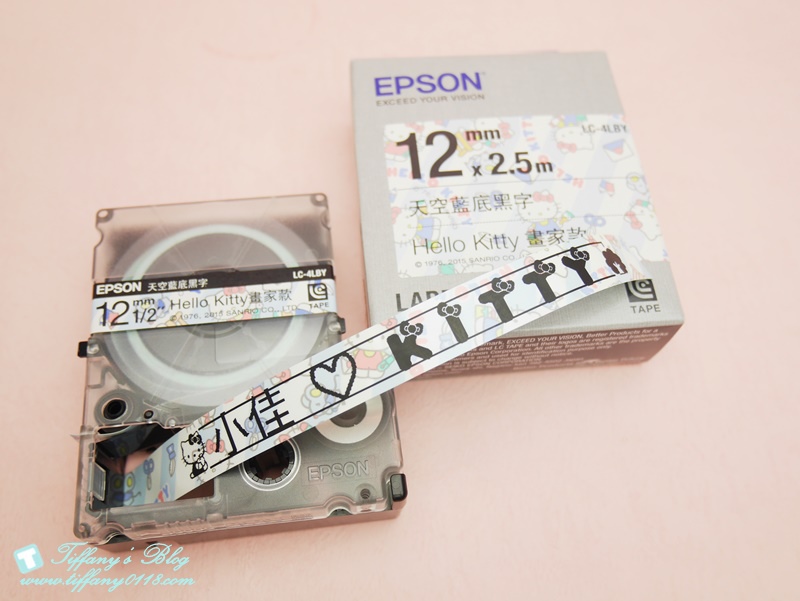 EPSON
EXCEED YOUR VISION
LC-4LBY
12mm x 2.5m
天空藍底黑字
Hello Kitty 畫家款
© 1976, 2015 SANRIO CO.,
LC
TAPE
EPSON 天空藍底黑字 LC-4LBY
12mm 1/2" Hello Kitty畫家款
© 1976, 2015 SANRIO CO., LTD.
LC
TAPE
小佳 ♡ KiTTY
EPSON
Tiffany's Blog
www.tiffany0118.com